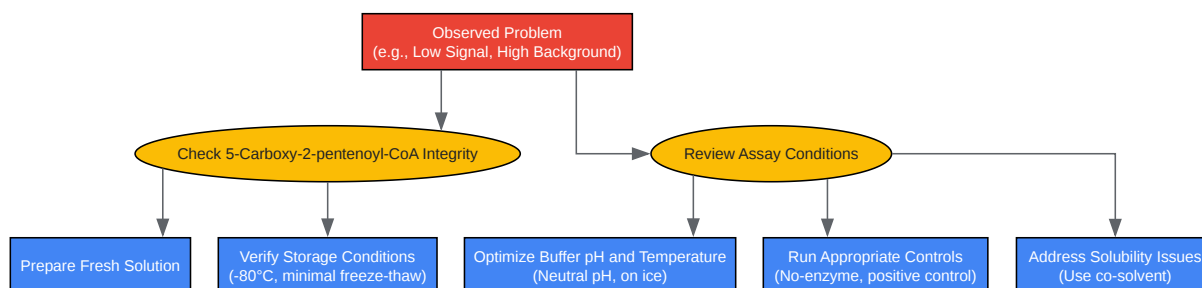 Observed Problem
(e.g., Low Signal, High Background)
Check 5-Carboxy-2-pentenoyl-CoA Integrity
Review Assay Conditions
Prepare Fresh Solution
Verify Storage Conditions
(-80°C, minimal freeze-thaw)
Optimize Buffer pH and Temperature
(Neutral pH, on ice)
Run Appropriate Controls
(No-enzyme, positive control)
Address Solubility Issues
(Use co-solvent)